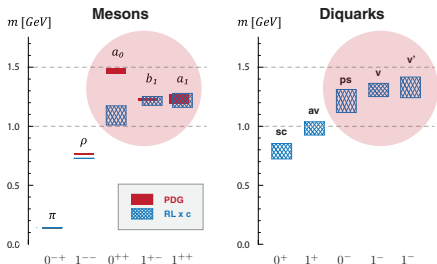 Mesons
m [GeV]
1.5
1.0
0.5
0.0
π
ρ
a₀
b₁
a₁
PDG
RL x c
0⁻⁺
1⁻⁻
0⁺⁺
1⁺⁻
1⁺⁺
Diquarks
m [GeV]
1.5
1.0
0.5
0.0
sc
av
ps
v
v'
0⁺
1⁺
0⁻
1⁻
1⁻